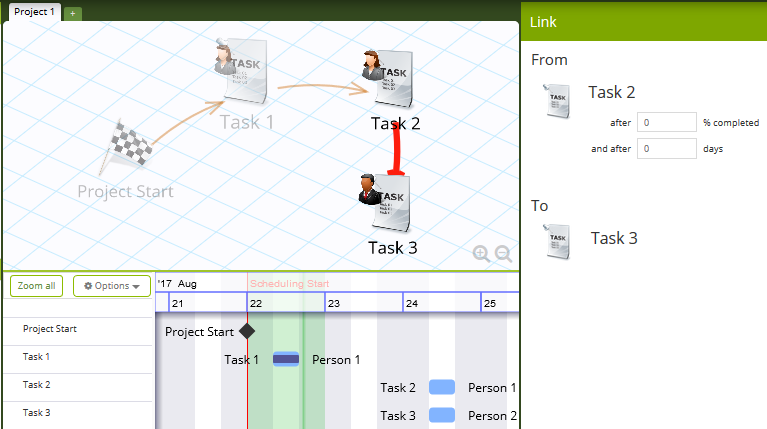 Project 1 +
Link
From
Task 2
after 0 % completed
and after 0 days
To
Task 3
TASK
Task 1
TASK
Task 2
Project Start
TASK
Task 3
Zoom all Options
'17 Aug Scheduling Start
21 22 23 24 25
Project Start
Task 1
Task 2
Task 3
Project Start
Task 1 Person 1
Task 2 Person 1
Task 3 Person 2
TASK
TASK